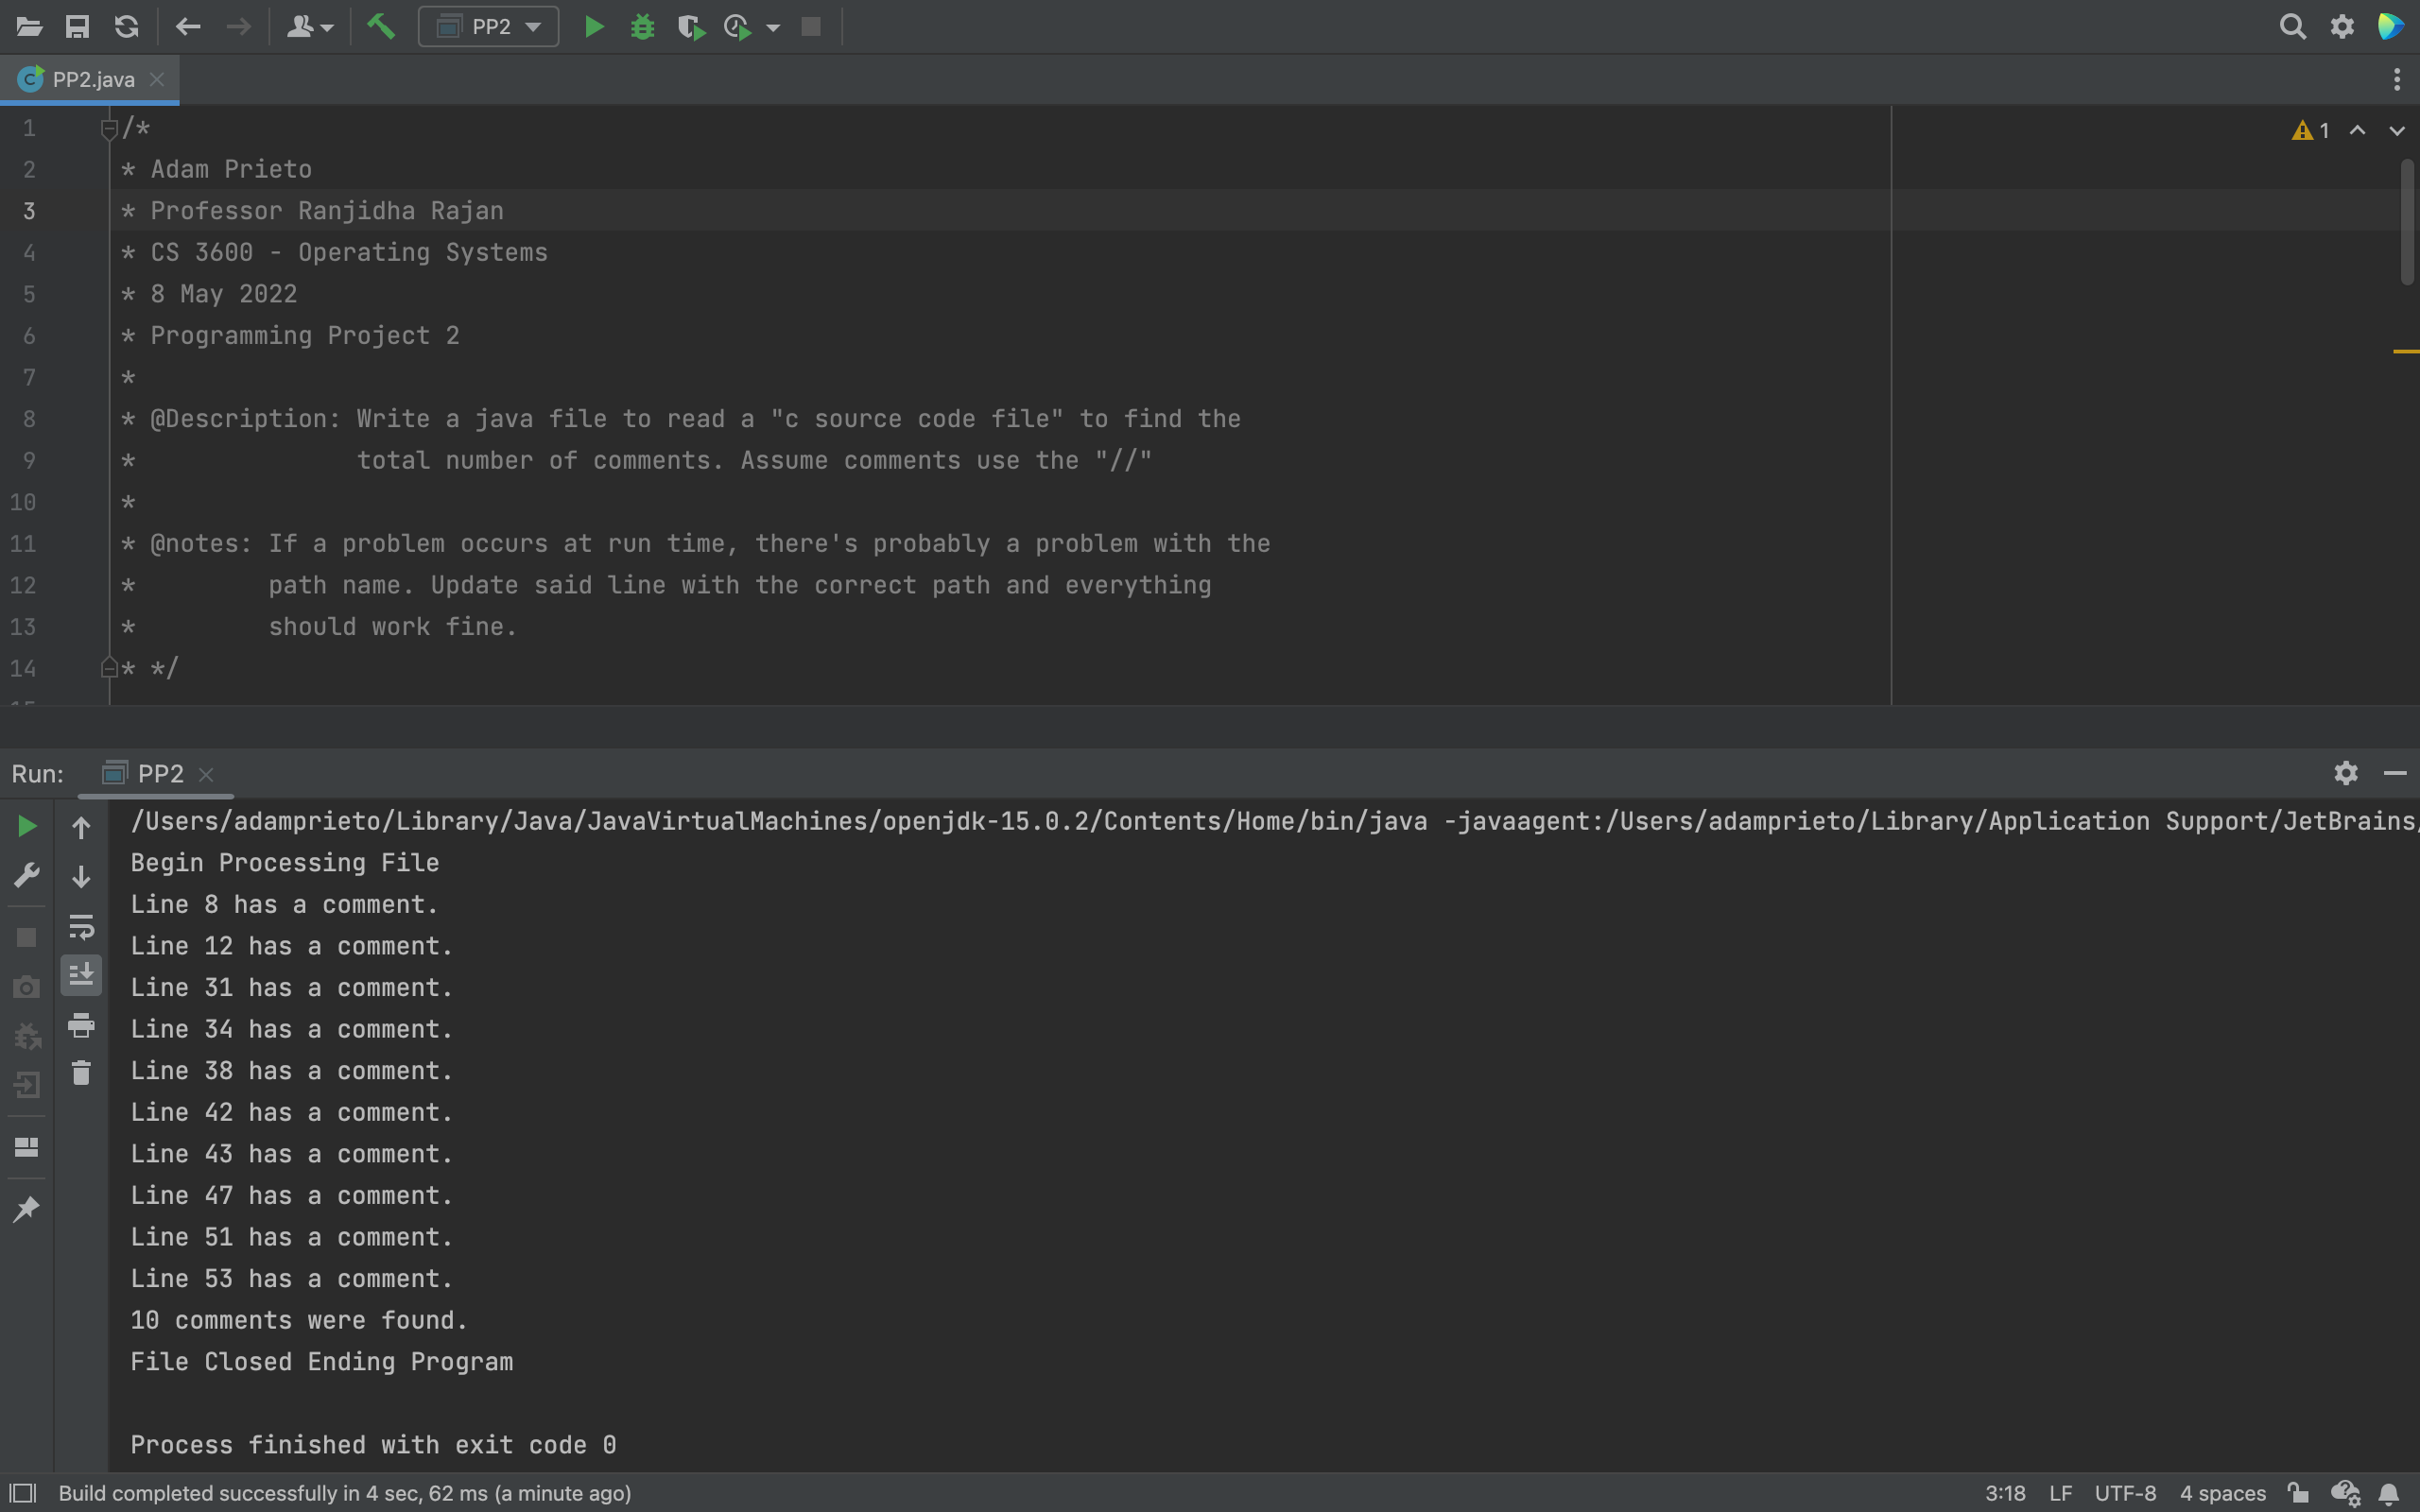 PP2
PP2.java
1 /*
2 * Adam Prieto
3 * Professor Ranjidha Rajan
4 * CS 3600 - Operating Systems
5 * 8 May 2022
6 * Programming Project 2
7 *
8 * @Description: Write a java file to read a "c source code file" to find the
9 * total number of comments. Assume comments use the "//"
10 *
11 * @notes: If a problem occurs at run time, there's probably a problem with the
12 * path name. Update said line with the correct path and everything
13 * should work fine.
14 * */
1
Run: PP2
/Users/adamprieto/Library/Java/JavaVirtualMachines/openjdk-15.0.2/Contents/Home/bin/java -javaagent:/Users/adamprieto/Library/Application Support/JetBrains/
Begin Processing File
Line 8 has a comment.
Line 12 has a comment.
Line 31 has a comment.
Line 34 has a comment.
Line 38 has a comment.
Line 42 has a comment.
Line 43 has a comment.
Line 47 has a comment.
Line 51 has a comment.
Line 53 has a comment.
10 comments were found.
File Closed Ending Program
Process finished with exit code 0
Build completed successfully in 4 sec, 62 ms (a minute ago)
3:18 LF UTF-8 4 spaces